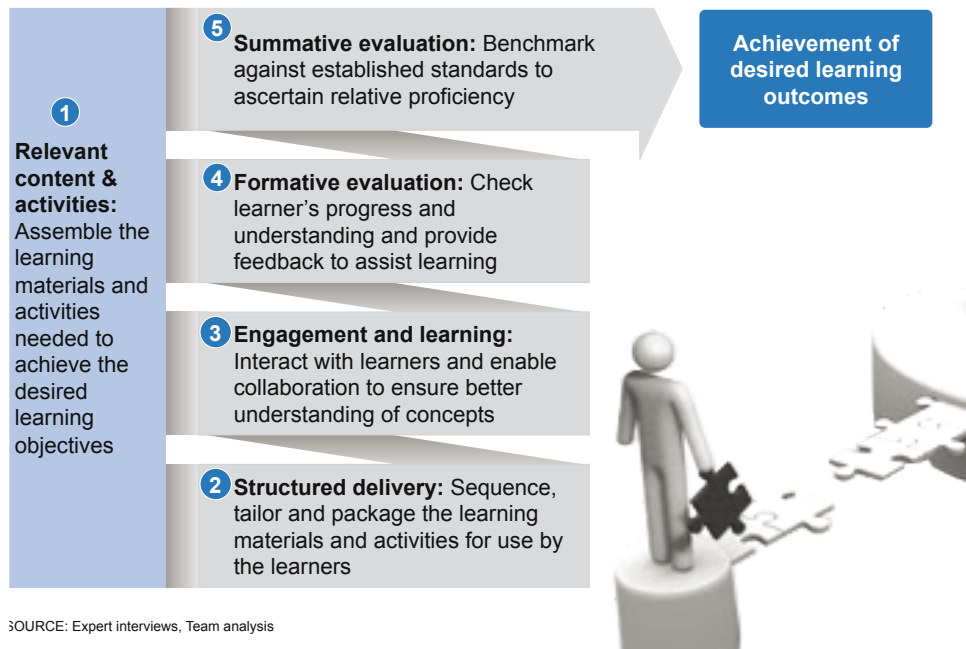 1
Relevant
content &
activities:
Assemble the
learning
materials and
activities
needed to
achieve the
desired
learning
objectives
5
Summative evaluation: Benchmark
against established standards to
ascertain relative proficiency
4
Formative evaluation: Check
learner's progress and
understanding and provide
feedback to assist learning
3
Engagement and learning:
Interact with learners and enable
collaboration to ensure better
understanding of concepts
2
Structured delivery: Sequence,
tailor and package the learning
materials and activities for use by
the learners
Achievement of
desired learning
outcomes
SOURCE: Expert interviews, Team analysis